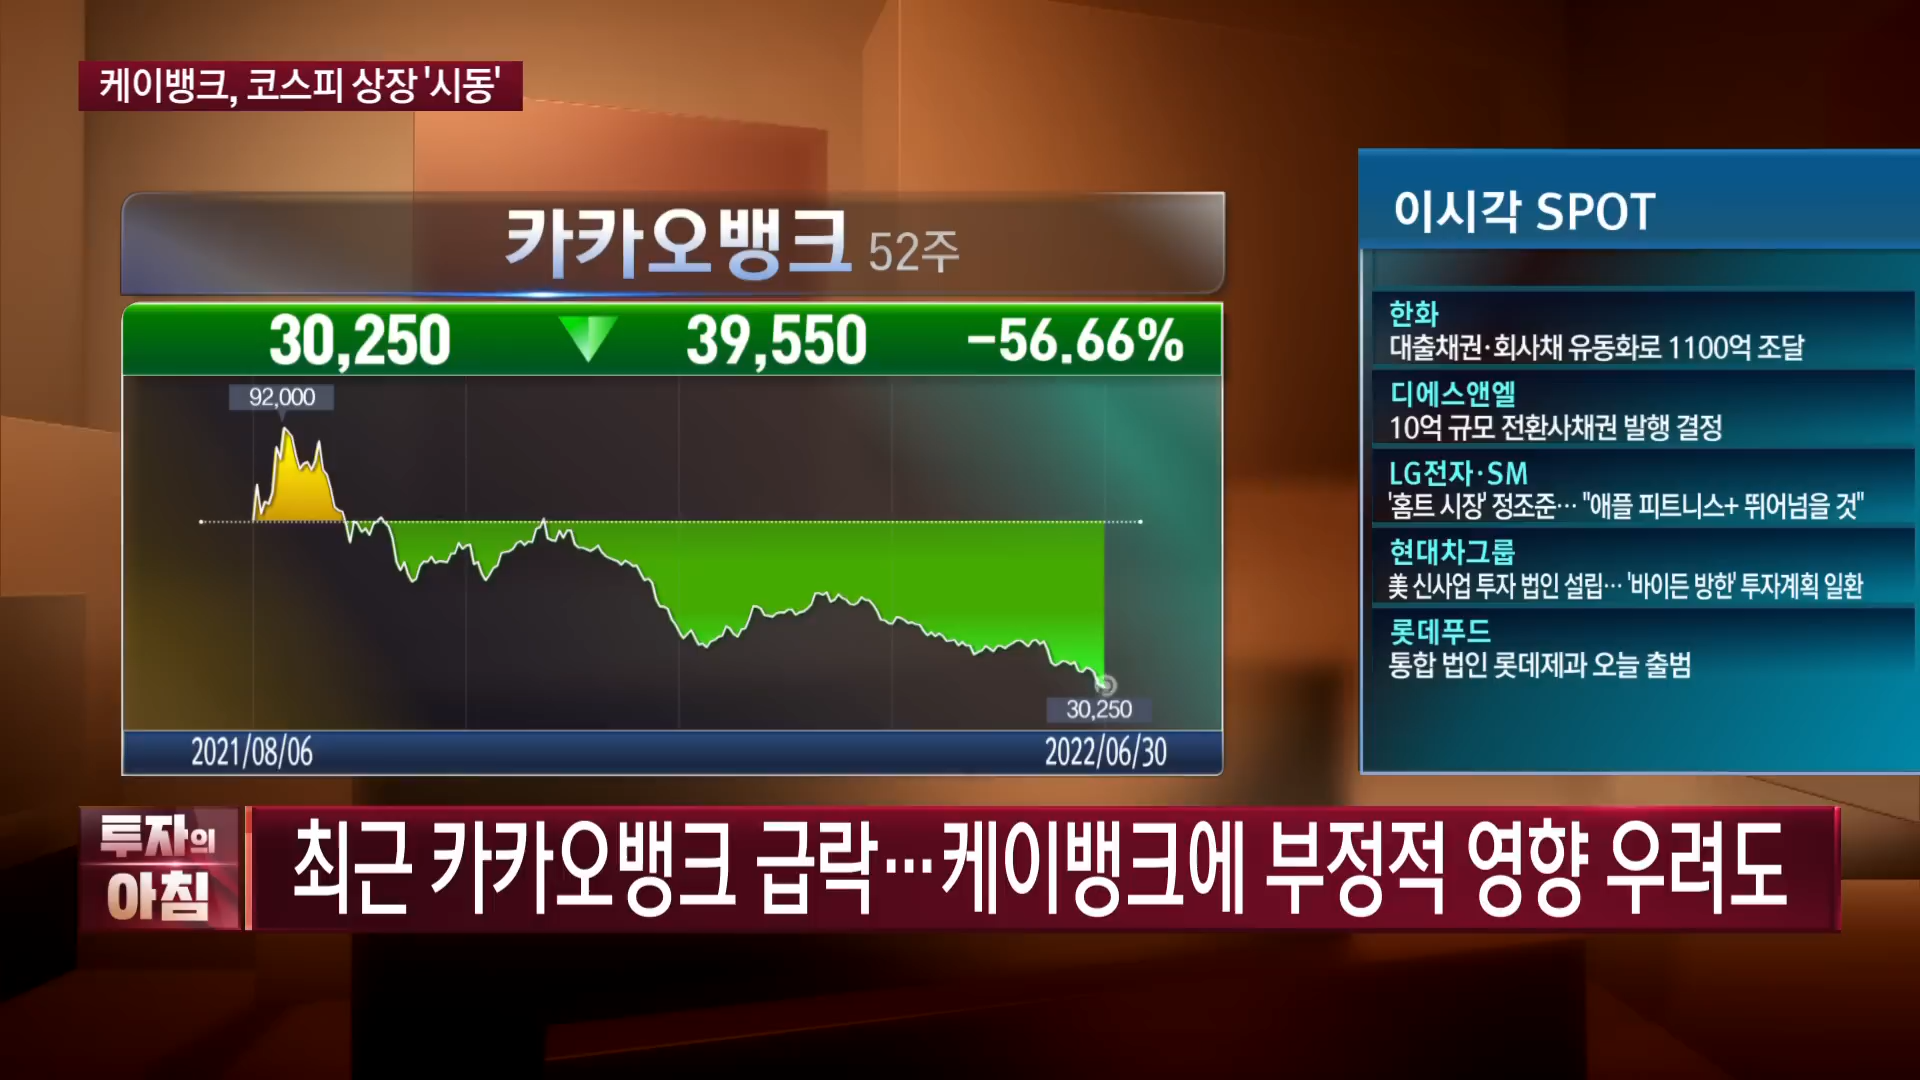 케이뱅크, 코스피 상장 '시동'
카카오뱅크 52주
30,250 ▼ 39,550 -56.66%
92,000
30,250
2021/08/06 2022/06/30
이시각 SPOT
한화
대출채권·회사채 유동화로 1100억 조달
디에스앤엘
10억 규모 전환사채권 발행 결정
LG전자·SM
'홈트 시장' 정조준… "애플 피트니스+ 뛰어넘을 것"
현대차그룹
美 신사업 투자 법인 설립… '바이든 방한' 투자계획 일환
롯데푸드
통합 법인 롯데제과 오늘 출범
투자의
아침
최근 카카오뱅크 급락…케이뱅크에 부정적 영향 우려도